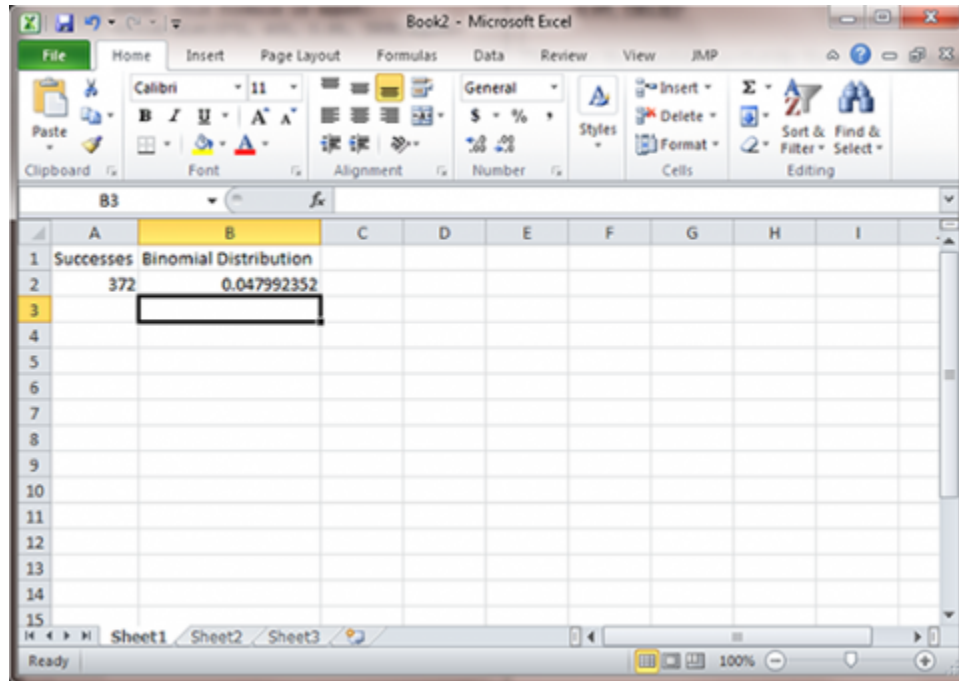 Book2 - Microsoft Excel
File Home Insert Page Layout Formulas Data Review View JMP
Calibri 11 General Insert
B I U A A $ % , Delete
Paste Styles Format Sort & Filter Find & Select
Clipboard Font Alignment Number Cells Editing
B3 fx
A B C D E F G H I
1 Successes Binomial Distribution
2 372 0.047992352
3
4
5
6
7
8
9
10
11
12
13
14
15
Sheet1 Sheet2 Sheet3
Ready 100%